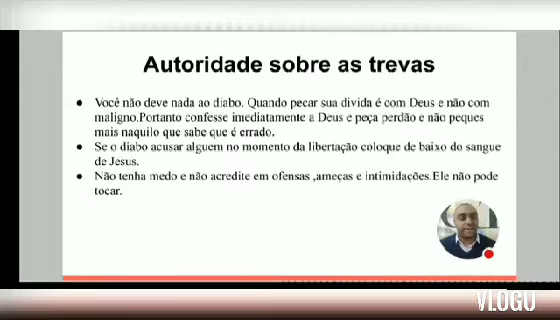 Autoridade sobre as trevas
Você não deve nada ao diabo. Quando pecar sua divida é com Deus e não com
maligno.Portanto confesse imediatamente a Deus e peça perdão e não peques
mais naquilo que sabe que é errado.
Se o diabo acusar alguem no momento da libertação coloque de baixo do sangue
de Jesus.
Não tenha medo e não acredite em ofensas ,ameças e intimidações.Ele não pode
tocar.
VLOGU